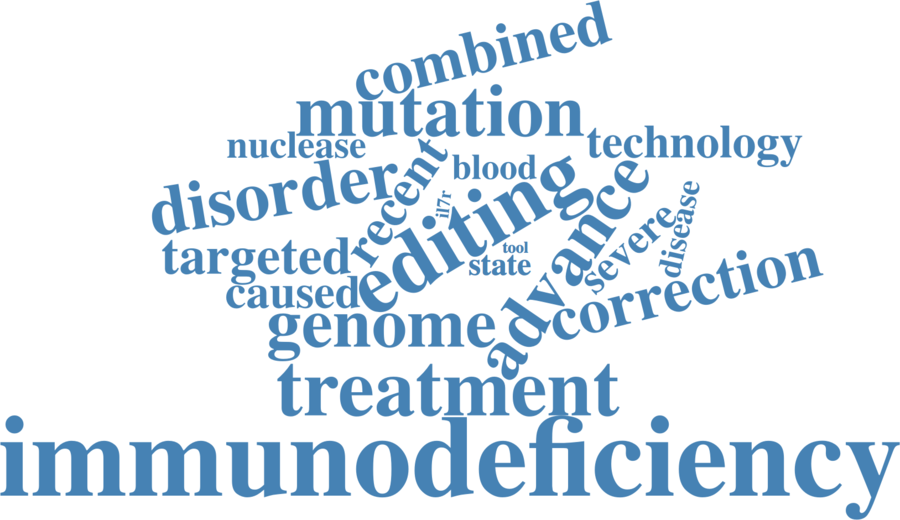 combined
mutation
nuclease
technology
blood
disorder
recent
il7r
editing
advance
severe
disease
targeted
tool
state
caused
correction
genome
treatment
immunodeficiency